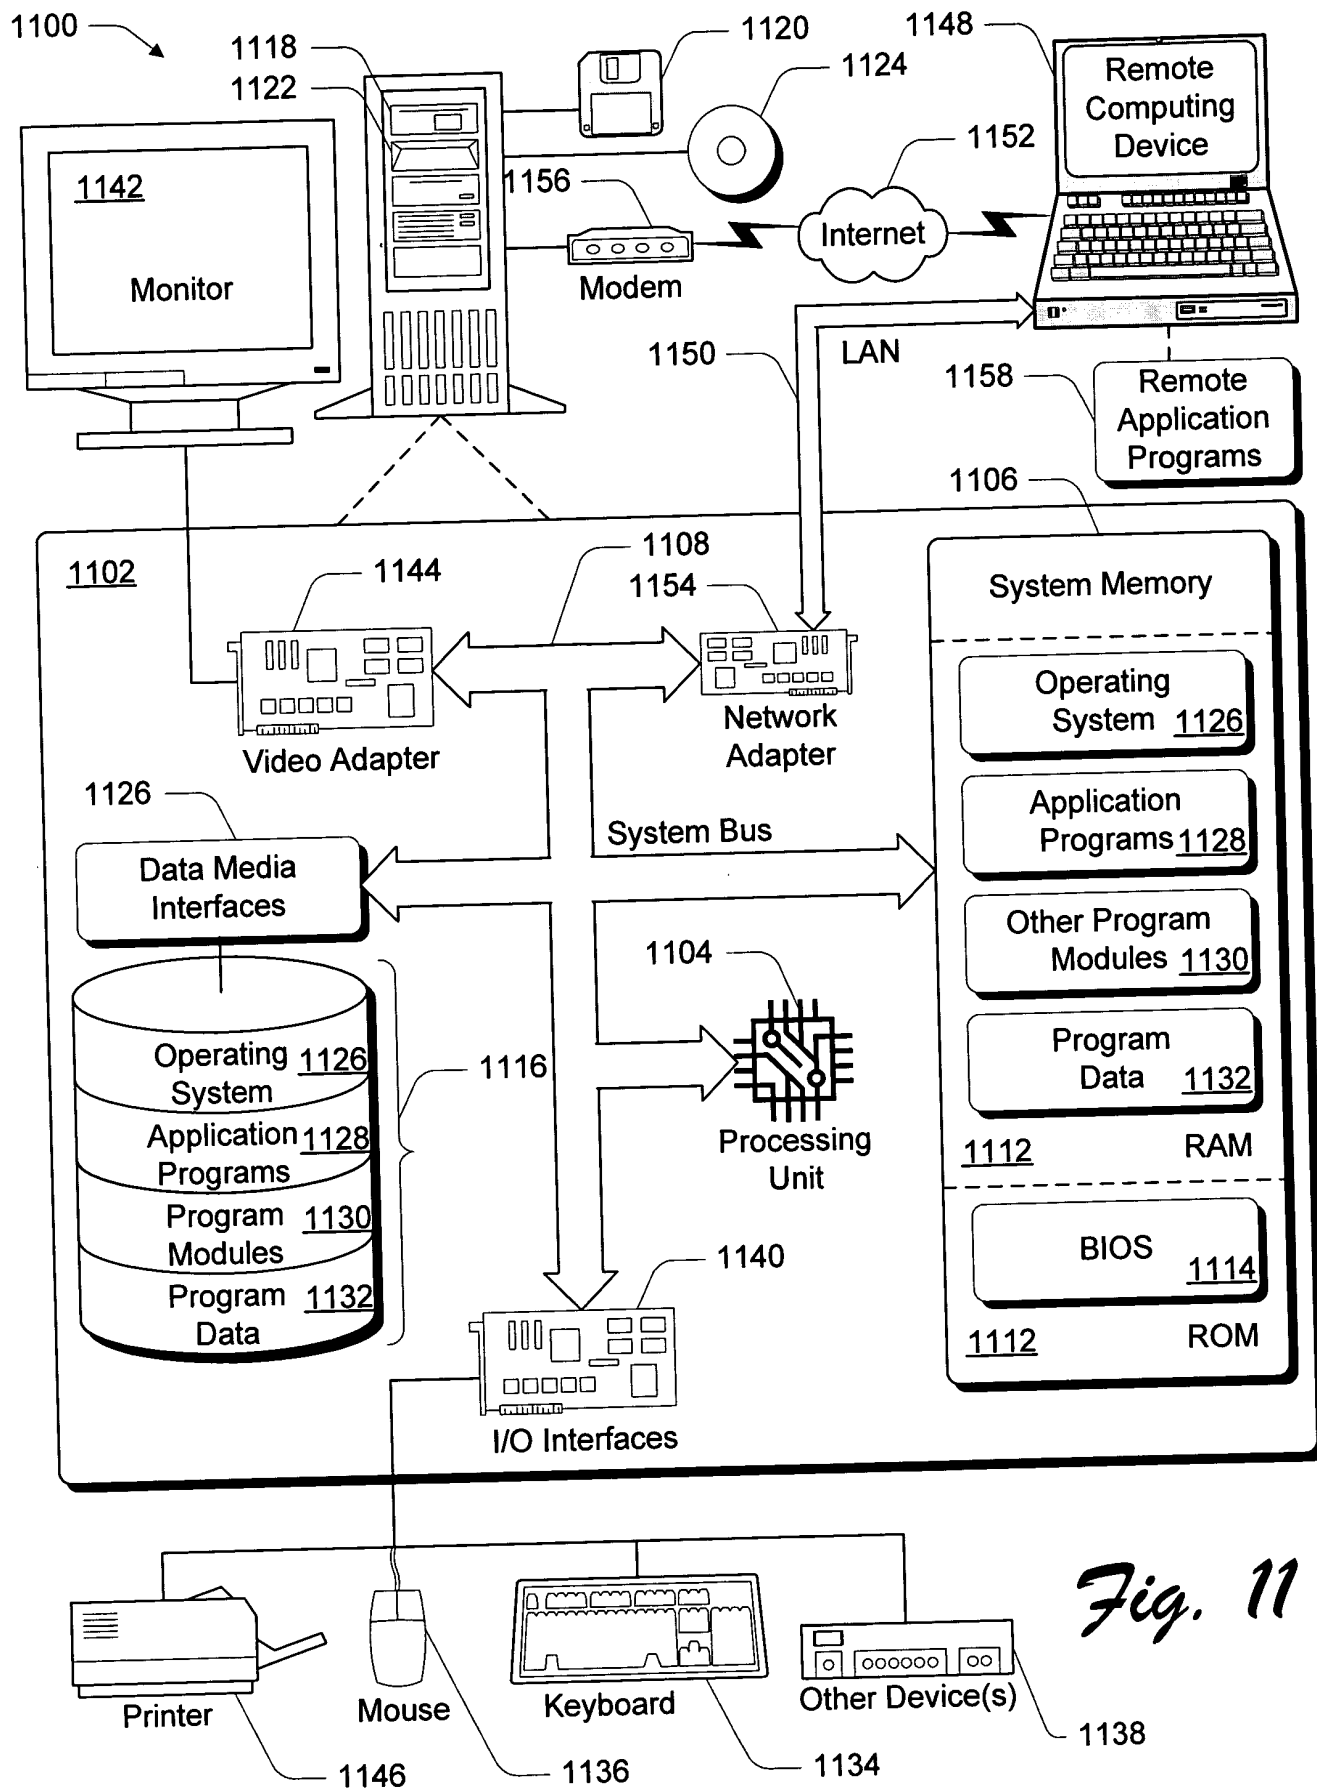 1100
1118
1122
1120
1124
1148
Remote
Computing
Device
1152
1142
Monitor
1156
Modem
Internet
1150
LAN
1158
Remote
Application
Programs
1106
1102
1144
1108
1154
System Memory
Video Adapter
Network
Adapter
Operating
System 1126
1126
Data Media
Interfaces
System Bus
Application
Programs 1128
Other Program
Modules 1130
1104
Processing
Unit
Program
Data 1132
1112 RAM
Operating
System 1126
1116
Application
Programs 1128
Program
Modules 1130
Program
Data 1132
BIOS
1114
1112 ROM
1140
I/O Interfaces
Printer
1146
Mouse
1136
Keyboard
1134
Other Device(s)
1138
Fig. 11